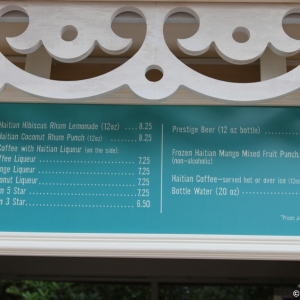 Haitian Hibiscus Rhum Lemonade (12oz) .... 8.25
Haitian Coconut Rhum Punch (12oz) .......... 8.25
Coffee with Haitian Liqueur (on the side):
Liqueur .......................... 7.25
Liqueur .......................... 7.25
Liqueur .......................... 7.25
5 Star .......................... 7.25
3 Star .......................... 6.50
Prestige Beer (12 oz bottle) ..........
Frozen Haitian Mango Mixed Fruit Punch
(non-alcoholic)
Haitian Coffee-served hot or over ice (12oz
Bottle Water (20 oz) ..........
*Prices
©